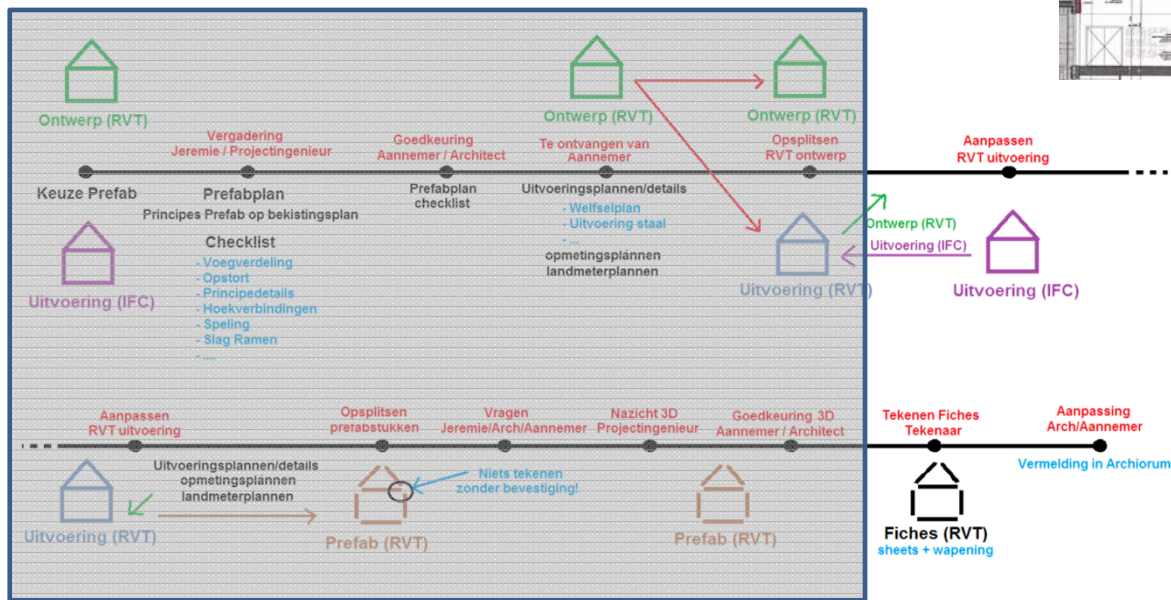 Ontwerp (RVT)
Ontwerp (RVT)
Ontwerp (RVT)
Vergadering
Jeremie / Projectingenieur
Goedkeuring
Aannemer / Architect
Te ontvangen van
Aannemer
Opsplitsen
RVT ontwerp
Aanpassen
RVT uitvoering
Keuze Prefab
Prefabplan
Principes Prefab op bekistingsplan
Prefabplan
checklist
Uitvoeringsplannen/details
- Welfselplan
- Uitvoering staal
- ...
opmetingsplannen
landmeterplannen
Checklist
- Voegverdeling
- Opstort
- Principedetails
- Hoekverbindingen
- Speling
- Slag Ramen
- ....
Uitvoering (IFC)
Uitvoering (RVT)
Ontwerp (RVT)
Uitvoering (IFC)
Uitvoering (IFC)
Aanpassen
RVT uitvoering
Opsplitsen
prefabstukken
Vragen
Jeremie/Arch/Aannemer
Nazicht 3D
Projectingenieur
Goedkeuring 3D
Aannemer / Architect
Tekenen Fiches
Tekenaar
Aanpassing
Arch/Aannemer
Uitvoeringsplannen/details
opmetingsplannen
landmeterplannen
Niets tekenen
zonder bevestiging!
Vermelding in Archiorum
Uitvoering (RVT)
Prefab (RVT)
Prefab (RVT)
Fiches (RVT)
sheets + wapening